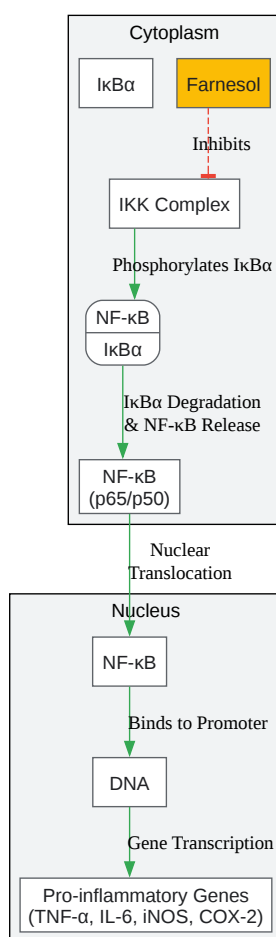 Cytoplasm
IκBα
Farnesol
Inhibits
IKK Complex
Phosphorylates IκBα
NF-κB
IκBα
IκBα Degradation
& NF-κB Release
NF-κB
(p65/p50)
Nuclear
Translocation
Nucleus
NF-κB
Binds to Promoter
DNA
Gene Transcription
Pro-inflammatory Genes
(TNF-α, IL-6, iNOS, COX-2)